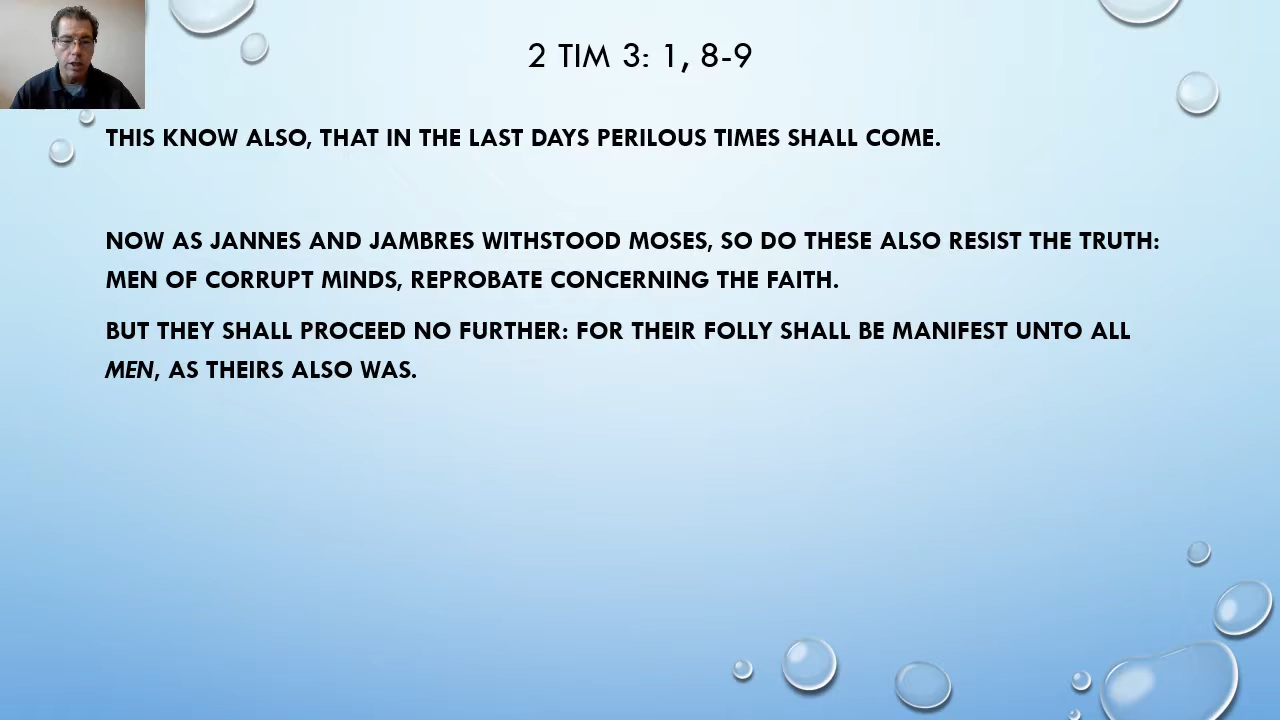 2 TIM 3: 1, 8-9
THIS KNOW ALSO, THAT IN THE LAST DAYS PERILOUS TIMES SHALL COME.
NOW AS JANNES AND JAMBRES WITHSTOOD MOSES, SO DO THESE ALSO RESIST THE TRUTH:
MEN OF CORRUPT MINDS, REPROBATE CONCERNING THE FAITH.
BUT THEY SHALL PROCEED NO FURTHER: FOR THEIR FOLLY SHALL BE MANIFEST UNTO ALL
MEN, AS THEIRS ALSO WAS.